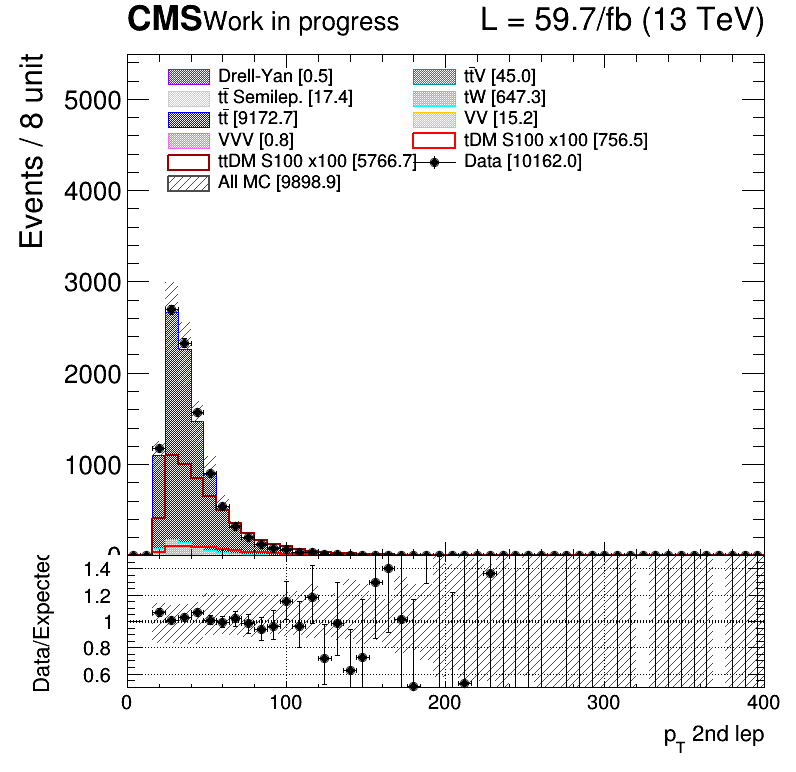 CMS Work in progress L = 59.7/fb (13 TeV)
Events / 8 unit
5000
4000
3000
2000
1000
0
Drell-Yan [0.5]
tt̄ Semilep. [17.4]
tt̄ [9172.7]
VVV [0.8]
ttDM S100 x100 [5766.7]
All MC [9898.9]
tt̄V [45.0]
tW [647.3]
VV [15.2]
tDM S100 x100 [756.5]
Data [10162.0]
Data/Expected
1.4
1.2
1
0.8
0.6
0 100 200 300 400
pT 2nd lep